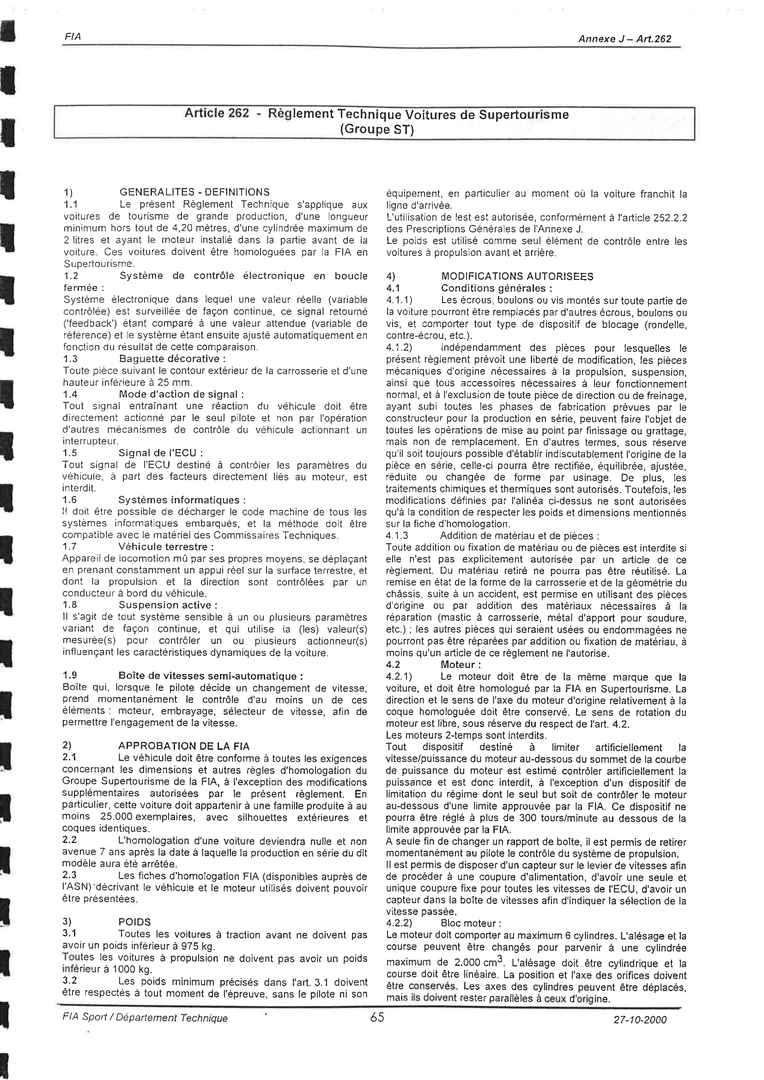 FIA
Annexe J – Art.262
Article 262 - Règlement Technique Voitures de Supertourisme
(Groupe ST)
1) GENERALITES - DEFINITIONS
1.1 Le présent Règlement Technique s'applique aux
voitures de tourisme de grande production, d'une longueur
minimum hors tout de 4,20 mètres, d'une cylindrée maximum de
2 litres et ayant le moteur installé dans la partie avant de la
voiture. Ces voitures doivent être homologuées par la FIA en
Supertourisme.
1.2 Système de contrôle électronique en boucle
fermée :
Système électronique dans lequel une valeur réelle (variable
contrôlée) est surveillée de façon continue, ce signal retourné
('feedback') étant comparé à une valeur attendue (variable de
référence) et le système étant ensuite ajusté automatiquement en
fonction du résultat de cette comparaison.
1.3 Baguette décorative :
Toute pièce suivant le contour extérieur de la carrosserie et d'une
hauteur inférieure à 25 mm.
1.4 Mode d'action de signal :
Tout signal entraînant une réaction du véhicule doit être
directement actionné par le seul pilote et non par l'opération
d'autres mécanismes de contrôle du véhicule actionnant un
interrupteur.
1.5 Signal de l'ECU :
Tout signal de l'ECU destiné à contrôler les paramètres du
véhicule, à part des facteurs directement liés au moteur, est
interdit.
1.6 Systèmes informatiques :
Il doit être possible de décharger le code machine de tous les
systèmes informatiques embarqués, et la méthode doit être
compatible avec le matériel des Commissaires Techniques.
1.7 Véhicule terrestre :
Appareil de locomotion mû par ses propres moyens, se déplaçant
en prenant constamment un appui réel sur la surface terrestre, et
dont la propulsion et la direction sont contrôlées par un
conducteur à bord du véhicule.
1.8 Suspension active :
Il s'agit de tout système sensible à un ou plusieurs paramètres
variant de façon continue, et qui utilise la (les) valeur(s)
mesurée(s) pour contrôler un ou plusieurs actionneur(s)
influençant les caractéristiques dynamiques de la voiture.
1.9 Boîte de vitesses semi-automatique :
Boîte qui, lorsque le pilote décide un changement de vitesse,
prend momentanément le contrôle d'au moins un de ces
éléments : moteur, embrayage, sélecteur de vitesse, afin de
permettre l'engagement de la vitesse.
2) APPROBATION DE LA FIA
2.1 Le véhicule doit être conforme à toutes les exigences
concernant les dimensions et autres règles d'homologation du
Groupe Supertourisme de la FIA, à l'exception des modifications
supplémentaires autorisées par le présent règlement. En
particulier, cette voiture doit appartenir à une famille produite à au
moins 25.000 exemplaires, avec silhouettes extérieures et
coques identiques.
2.2 L'homologation d'une voiture deviendra nulle et non
avenue 7 ans après la date à laquelle la production en série du dit
modèle aura été arrêtée.
2.3 Les fiches d'homologation FIA (disponibles auprès de
l'ASN) décrivant le véhicule et le moteur utilisés doivent pouvoir
être présentées.
3) POIDS
3.1 Toutes les voitures à traction avant ne doivent pas
avoir un poids inférieur à 975 kg.
Toutes les voitures à propulsion ne doivent pas avoir un poids
inférieur à 1000 kg.
3.2 Les poids minimum précisés dans l'art. 3.1 doivent
être respectés à tout moment de l'épreuve, sans le pilote ni son
équipement, en particulier au moment où la voiture franchit la
ligne d'arrivée.
L'utilisation de lest est autorisée, conformément à l'article 252.2.2
des Prescriptions Générales de l'Annexe J.
Le poids est utilisé comme seul élément de contrôle entre les
voitures à propulsion avant et arrière.
4) MODIFICATIONS AUTORISEES
4.1 Conditions générales :
4.1.1) Les écrous, boulons ou vis montés sur toute partie de
la voiture pourront être remplacés par d'autres écrous, boulons ou
vis, et comporter tout type de dispositif de blocage (rondelle,
contre-écrou, etc.).
4.1.2) Indépendamment des pièces pour lesquelles le
présent règlement prévoit une liberté de modification, les pièces
mécaniques d'origine nécessaires à la propulsion, suspension,
ainsi que tous accessoires nécessaires à leur fonctionnement
normal, et à l'exclusion de toute pièce de direction ou de freinage,
ayant subi toutes les phases de fabrication prévues par le
constructeur pour la production en série, peuvent faire l'objet de
toutes les opérations de mise au point par finissage ou grattage,
mais non de remplacement. En d'autres termes, sous réserve
qu'il soit toujours possible d'établir indiscutablement l'origine de la
pièce en série, celle-ci pourra être rectifiée, équilibrée, ajustée,
réduite ou changée de forme par usinage. De plus, les
traitements chimiques et thermiques sont autorisés. Toutefois, les
modifications définies par l'alinéa ci-dessus ne sont autorisées
qu'à la condition de respecter les poids et dimensions mentionnés
sur la fiche d'homologation.
4.1.3 Addition de matériau et de pièces :
Toute addition ou fixation de matériau ou de pièces est interdite si
elle n'est pas explicitement autorisée par un article de ce
règlement. Du matériau retiré ne pourra pas être réutilisé. La
remise en état de la forme de la carrosserie et de la géométrie du
châssis, suite à un accident, est permise en utilisant des pièces
d'origine ou par addition des matériaux nécessaires à la
réparation (mastic à carrosserie, métal d'apport pour soudure,
etc.) ; les autres pièces qui seraient usées ou endommagées ne
pourront pas être réparées par addition ou fixation de matériau, à
moins qu'un article de ce règlement ne l'autorise.
4.2 Moteur :
4.2.1) Le moteur doit être de la même marque que la
voiture, et doit être homologué par la FIA en Supertourisme. La
direction et le sens de l'axe du moteur d'origine relativement à la
coque homologuée doit être conservé. Le sens de rotation du
moteur est libre, sous réserve du respect de l'art. 4.2.
Les moteurs 2-temps sont interdits.
Tout dispositif destiné à limiter artificiellement la
vitesse/puissance du moteur au-dessous du sommet de la courbe
de puissance du moteur est estimé contrôler artificiellement la
puissance et est donc interdit, à l'exception d'un dispositif de
limitation du régime dont le seul but soit de contrôler le moteur
au-dessous d'une limite approuvée par la FIA. Ce dispositif ne
pourra être réglé à plus de 300 tours/minute au dessous de la
limite approuvée par la FIA.
A seule fin de changer un rapport de boîte, il est permis de retirer
momentanément au pilote le contrôle du système de propulsion.
Il est permis de disposer d'un capteur sur le levier de vitesses afin
de procéder à une coupure d'alimentation, d'avoir une seule et
unique coupure fixe pour toutes les vitesses de l'ECU, d'avoir un
capteur dans la boîte de vitesses afin d'indiquer la sélection de la
vitesse passée.
4.2.2) Bloc moteur :
Le moteur doit comporter au maximum 6 cylindres. L'alésage et la
course peuvent être changés pour parvenir à une cylindrée
maximum de 2.000 cm³. L'alésage doit être cylindrique et la
course doit être linéaire. La position et l'axe des orifices doivent
être conservés. Les axes des cylindres peuvent être déplacés,
mais ils doivent rester parallèles à ceux d'origine.
FIA Sport / Département Technique
65
27-10-2000